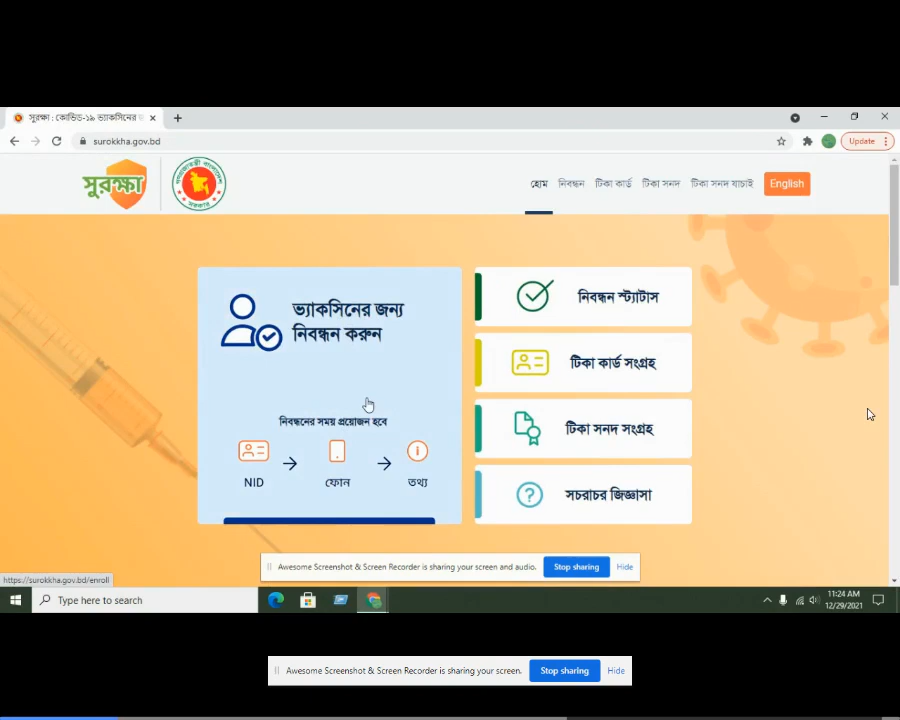 সুরক্ষা : কোভিড-১৯ ভ্যাকসিনের
surokkha.gov.bd
Update
সুরক্ষা
হোম নিবন্ধন টিকা কার্ড টিকা সনদ টিকা সনদ যাচাই English
ভ্যাকসিনের জন্য
নিবন্ধন করুন
নিবন্ধনের সময় প্রয়োজন হবে
NID ফোন তথ্য
নিবন্ধন স্ট্যাটাস
টিকা কার্ড সংগ্রহ
টিকা সনদ সংগ্রহ
সচরাচর জিজ্ঞাসা
Awesome Screenshot & Screen Recorder is sharing your screen and audio. Stop sharing Hide
https://surokkha.gov.bd/enroll
Type here to search
11:24 AM
12/29/2021
Awesome Screenshot & Screen Recorder is sharing your screen. Stop sharing Hide